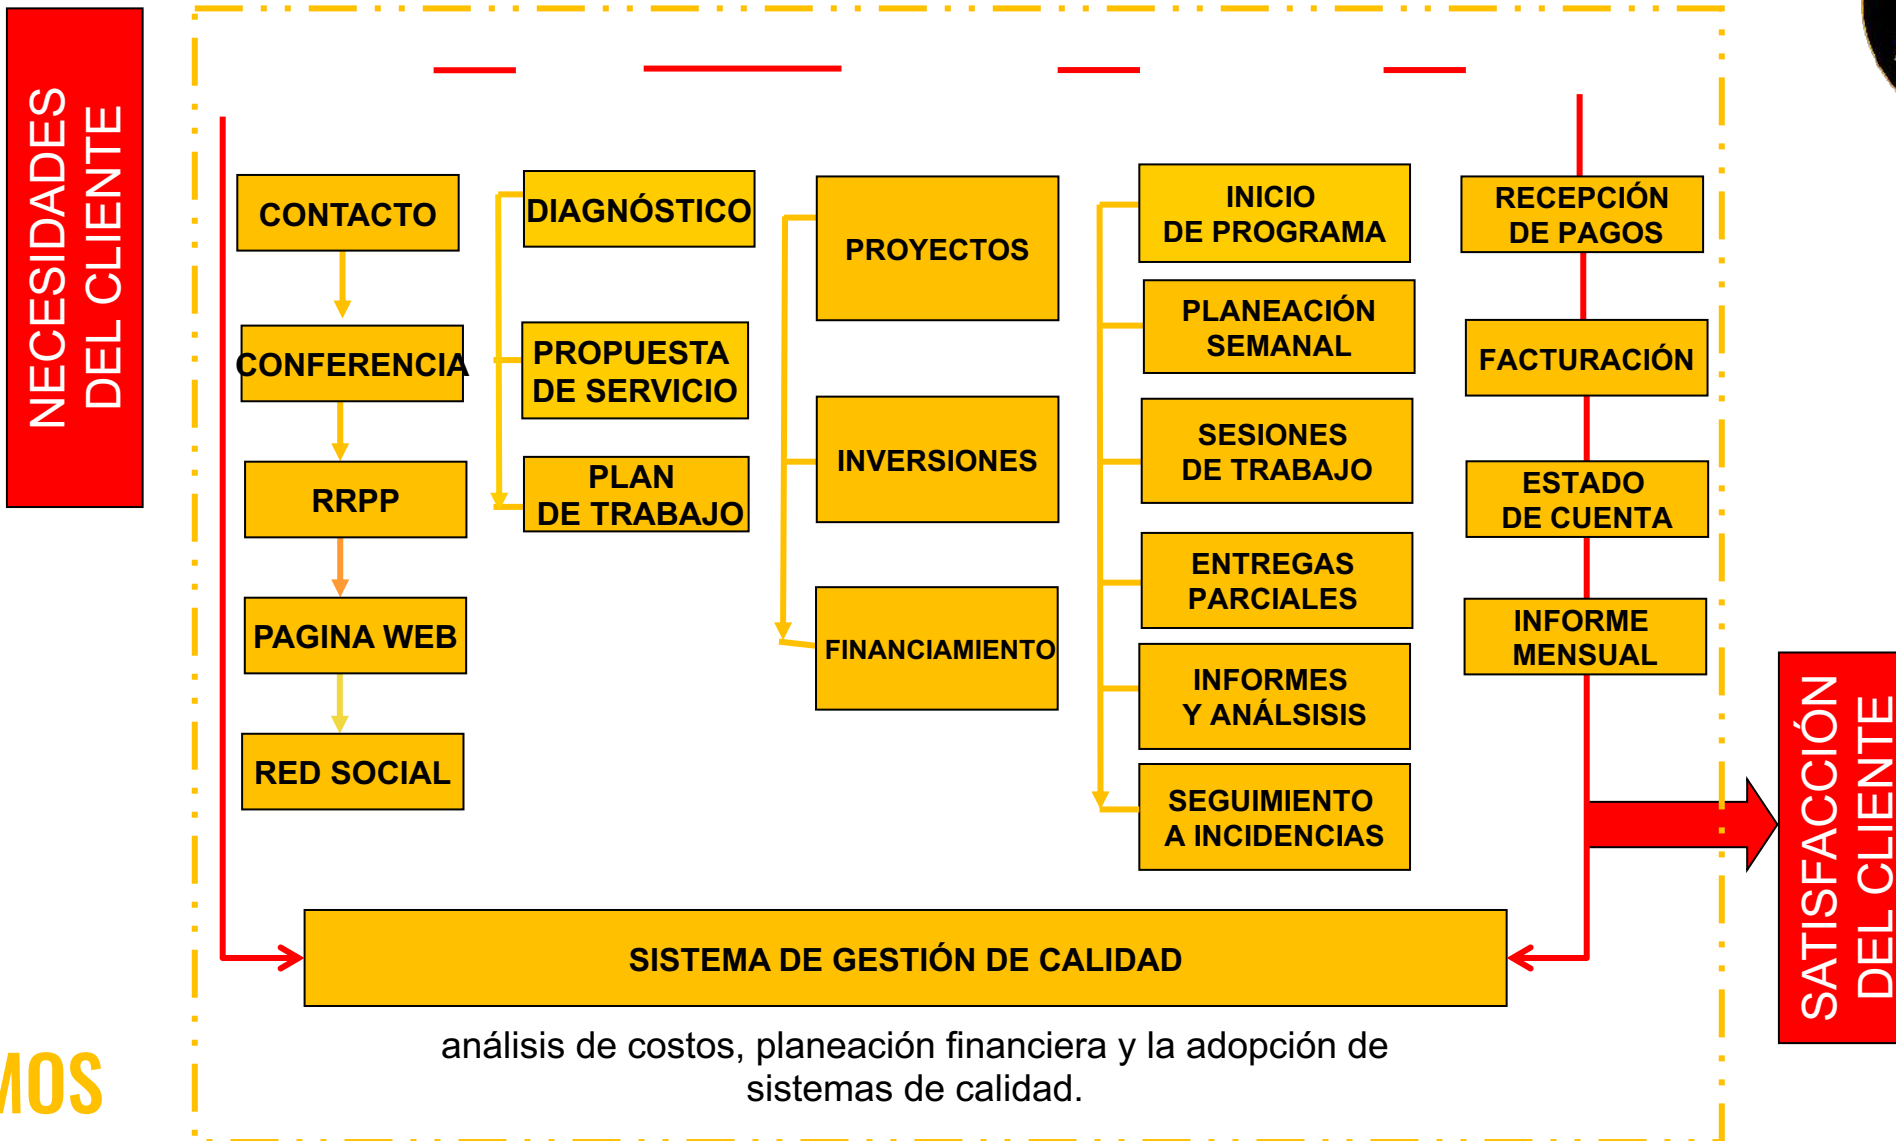 NECESIDADES
DEL CLIENTE
CONTACTO
CONFERENCIA
RRPP
PAGINA WEB
RED SOCIAL
DIAGNÓSTICO
PROPUESTA
DE SERVICIO
PLAN
DE TRABAJO
PROYECTOS
INVERSIONES
FINANCIAMIENTO
INICIO
DE PROGRAMA
PLANEACIÓN
SEMANAL
SESIONES
DE TRABAJO
ENTREGAS
PARCIALES
INFORMES
Y ANÁLSISIS
SEGUIMIENTO
A INCIDENCIAS
RECEPCIÓN
DE PAGOS
FACTURACIÓN
ESTADO
DE CUENTA
INFORME
MENSUAL
SATISFACCIÓN
DEL CLIENTE
SISTEMA DE GESTIÓN DE CALIDAD
análisis de costos, planeación financiera y la adopción de
sistemas de calidad.